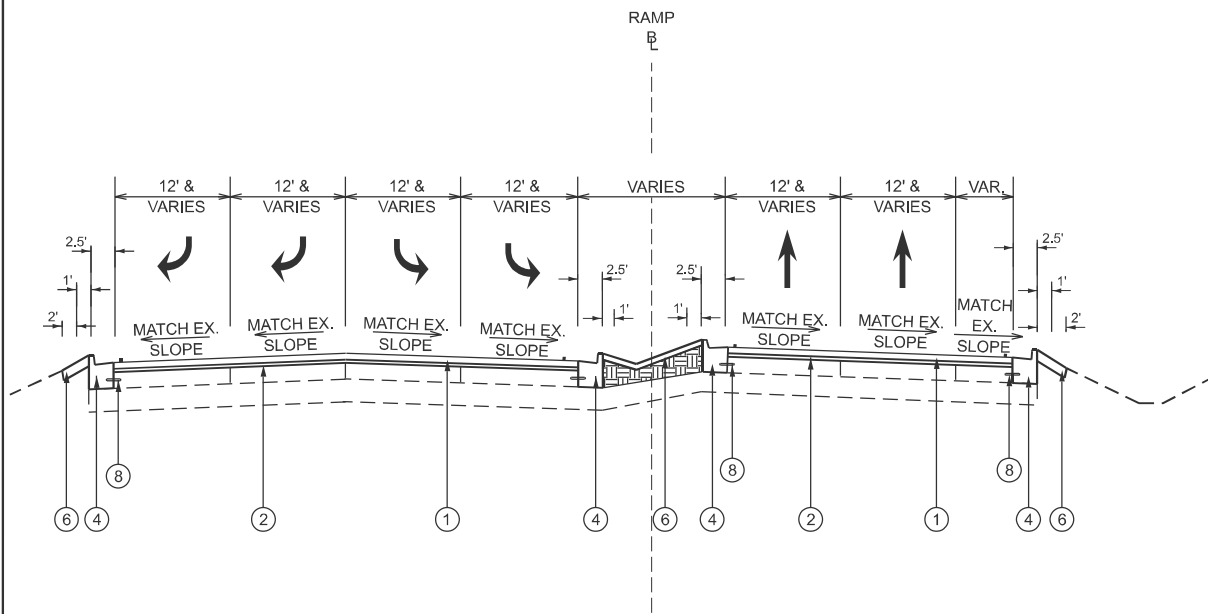 RAMP
BL
12' &
VARIES
12' &
VARIES
12' &
VARIES
12' &
VARIES
VARIES
12' &
VARIES
12' &
VARIES
VAR.
2.5'
1'
2'
2.5'
1'
2.5'
1'
2.5'
1'
2'
MATCH EX.
SLOPE
MATCH EX.
SLOPE
MATCH EX.
SLOPE
MATCH EX.
SLOPE
MATCH EX.
SLOPE
MATCH EX.
SLOPE
MATCH
EX.
SLOPE
6
4
8
2
1
4
6
4
8
2
1
8
4
6